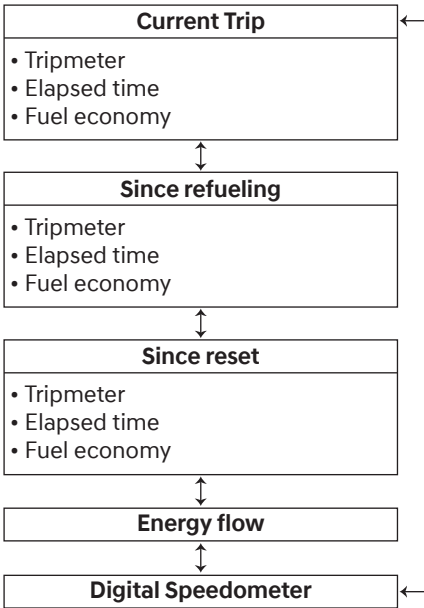 Current Trip
• Tripmeter
• Elapsed time
• Fuel economy
Since refueling
• Tripmeter
• Elapsed time
• Fuel economy
Since reset
• Tripmeter
• Elapsed time
• Fuel economy
Energy flow
Digital Speedometer